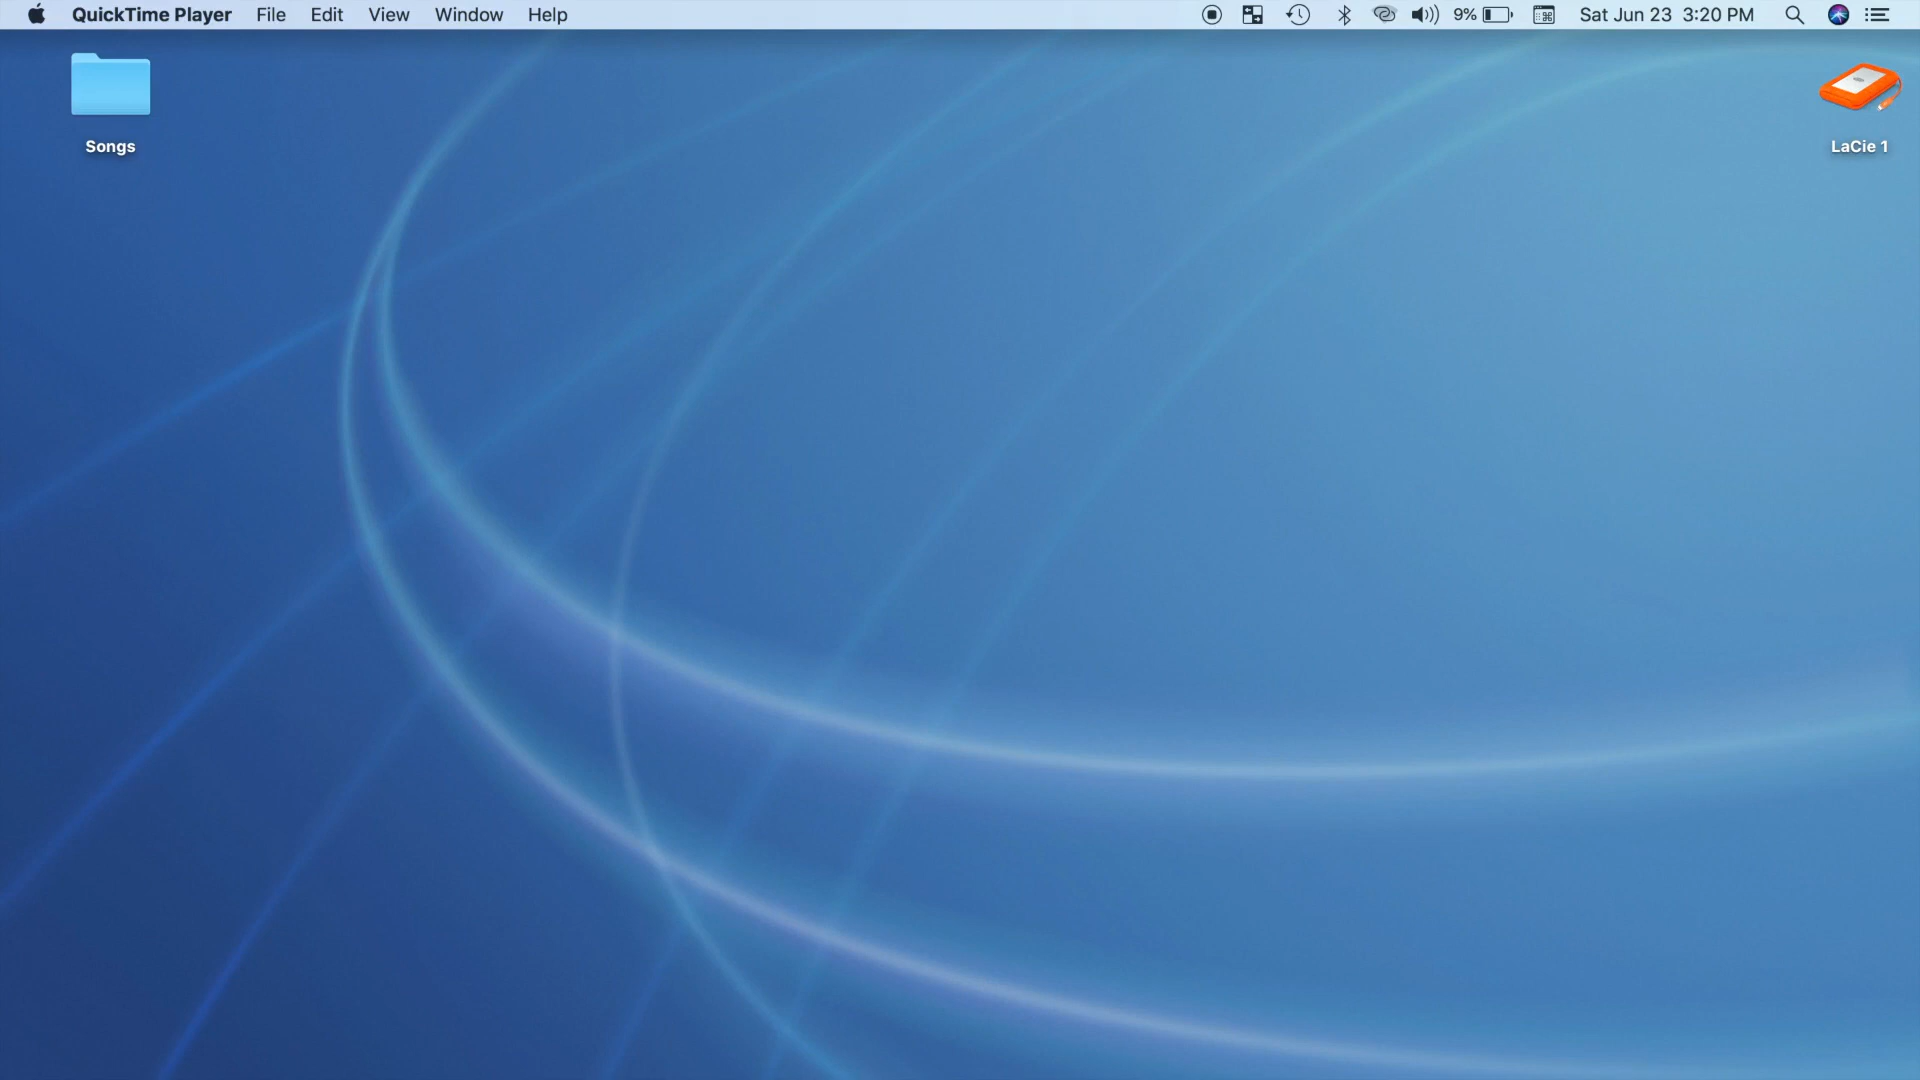 QuickTime Player File Edit View Window Help 9% Sat Jun 23 3:20 PM
Songs
LaCie 1